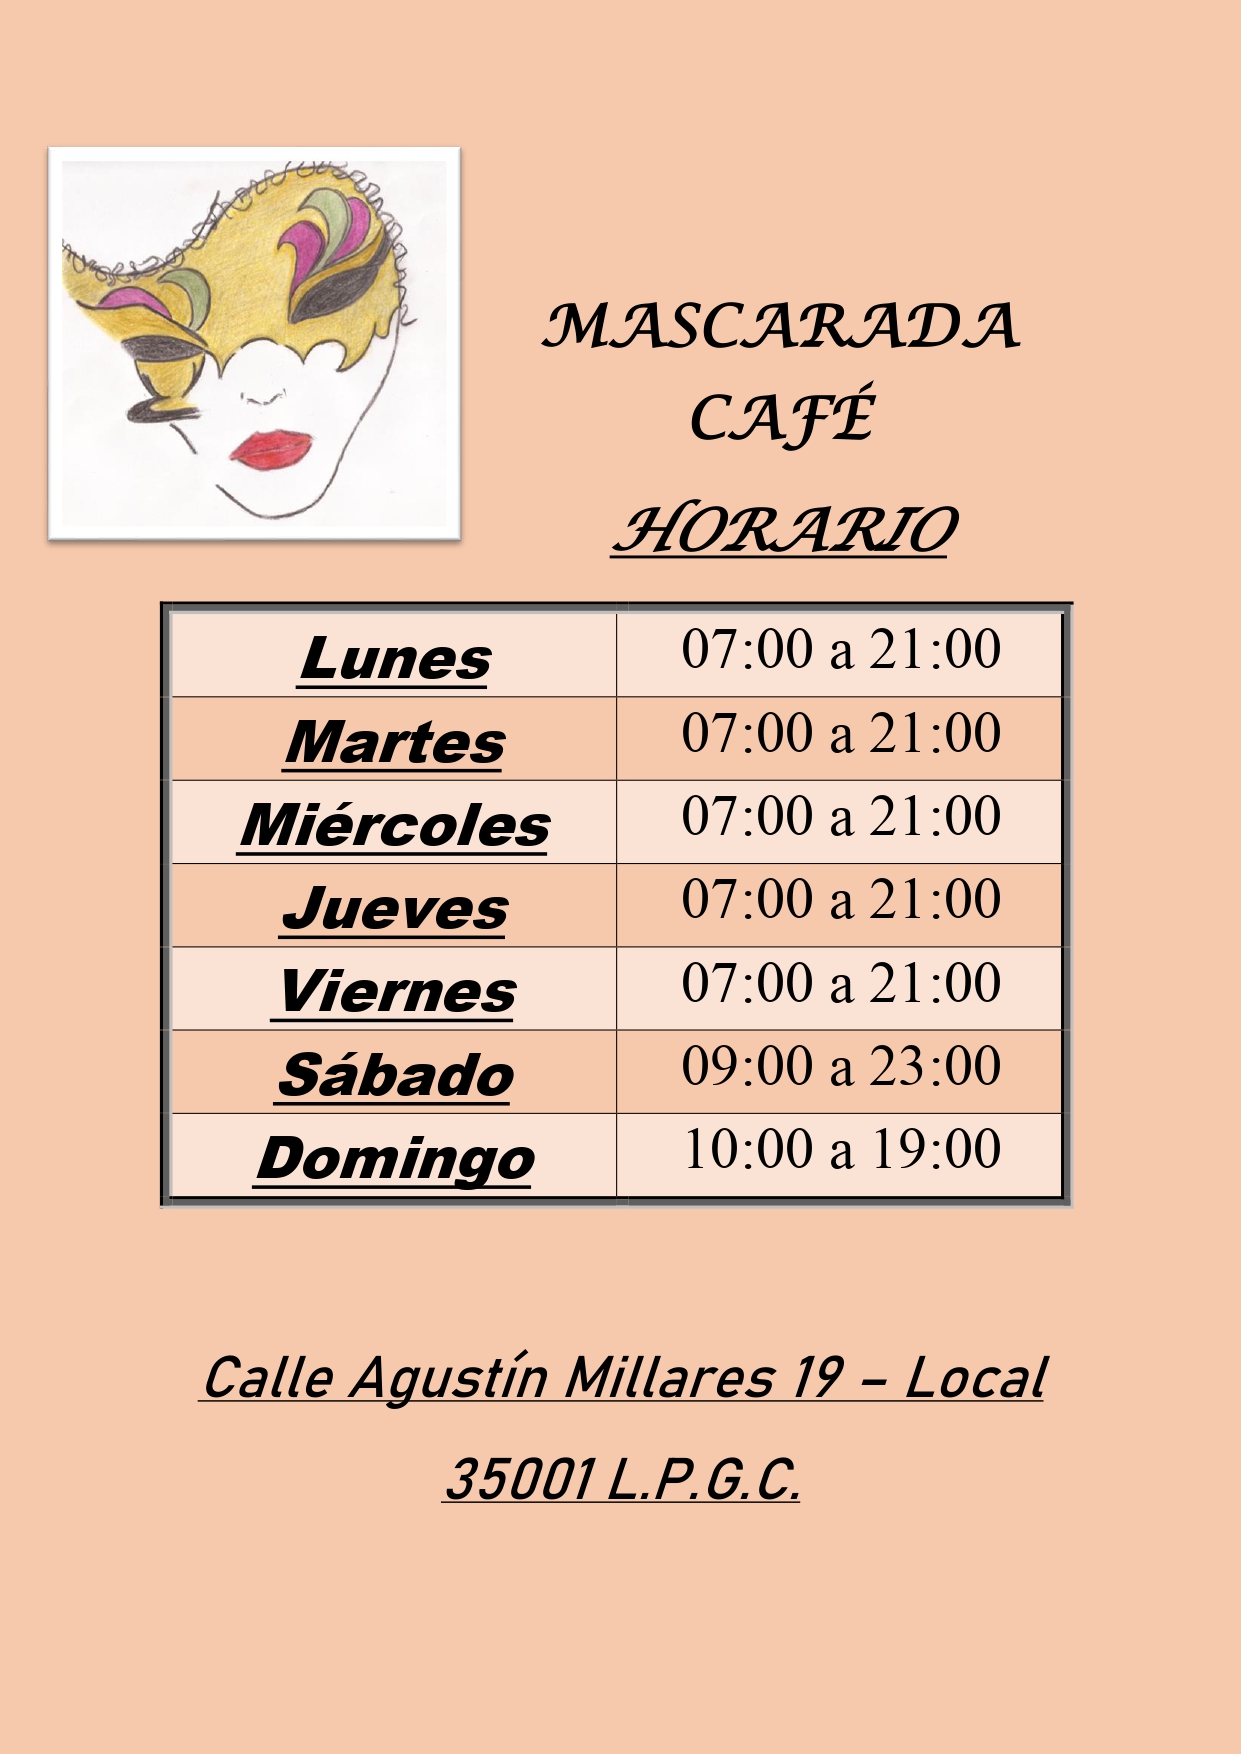 MASCARADA
CAFÉ
HORARIO
Lunes 07:00 a 21:00
Martes 07:00 a 21:00
Miércoles 07:00 a 21:00
Jueves 07:00 a 21:00
Viernes 07:00 a 21:00
Sábado 09:00 a 23:00
Domingo 10:00 a 19:00
Calle Agustín Millares 19 – Local
35001 L.P.G.C.